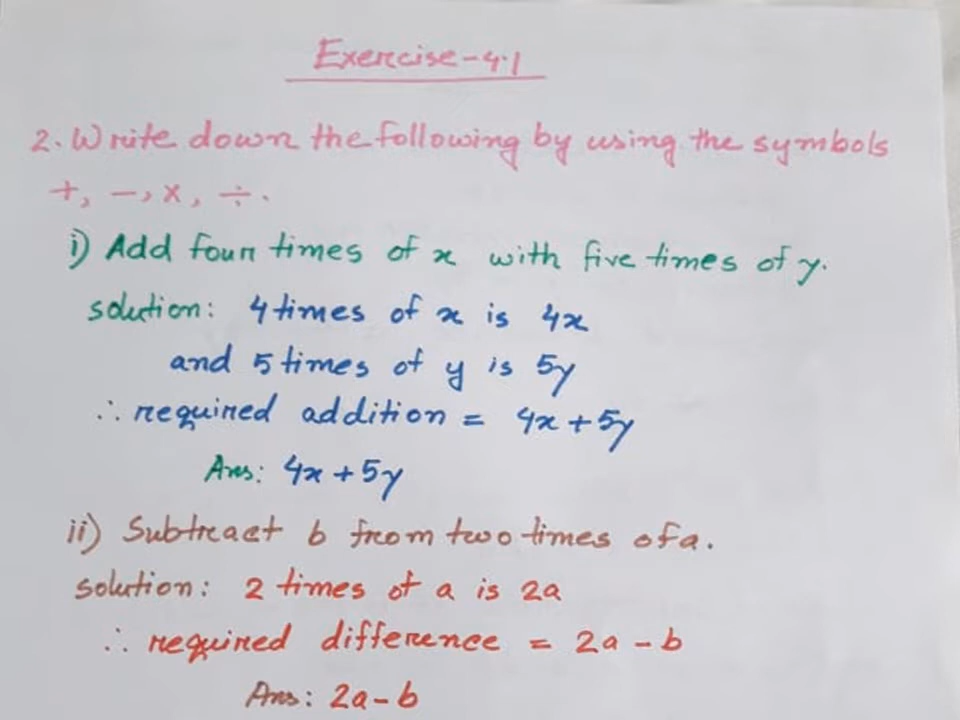 Exercise-4.1
2. Write down the following by using the symbols
+, -, x, ÷.
i) Add four times of x with five times of y.
solution: 4 times of x is 4x
and 5 times of y is 5y
∴ required addition = 4x + 5y
Ans: 4x + 5y
ii) Subtract b from two times of a.
solution: 2 times of a is 2a
∴ required difference = 2a - b
Ans: 2a - b